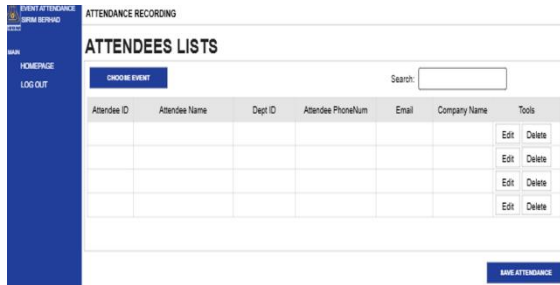 EVENT ATTENDANCE
SIRIM BERHAD
MAIN
HOMEPAGE
LOG OUT
ATTENDANCE RECORDING
ATTENDEES LISTS
CHOOSE EVENT
Search:
Attendee ID Attendee Name Dept ID Attendee PhoneNum Email Company Name Tools
Edit Delete
Edit Delete
Edit Delete
Edit Delete
SAVE ATTENDANCE